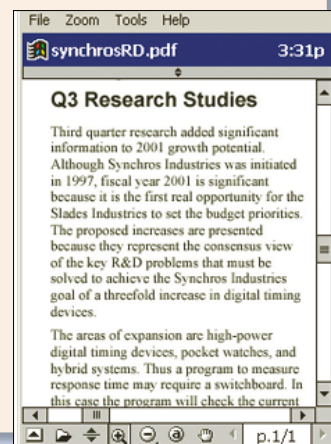 File Zoom Tools Help
synchrosRD.pdf 3:31p
Q3 Research Studies
Third quarter research added significant
information to 2001 growth potential.
Although Synchros Industries was initiated
in 1997, fiscal year 2001 is significant
because it is the first real opportunity for the
Slades Industries to set the budget priorities.
The proposed increases are presented
because they represent the consensus view
of the key R&D problems that must be
solved to achieve the Synchros Industries
goal of a threefold increase in digital timing
devices.
The areas of expansion are high-power
digital timing devices, pocket watches, and
hybrid systems. Thus a program to measure
response time may require a switchboard. In
this case the program will check the current
p.1/1